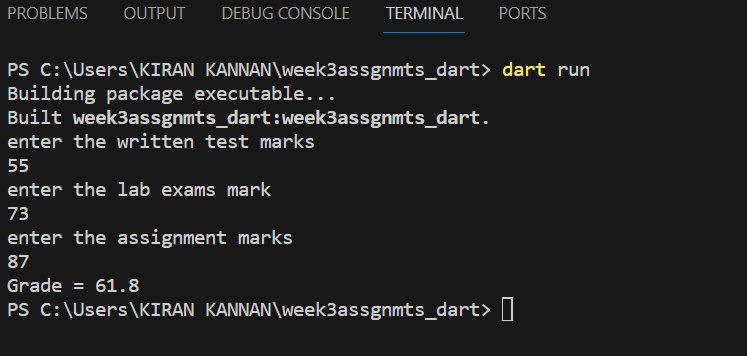 PROBLEMS OUTPUT DEBUG CONSOLE TERMINAL PORTS
PS C:\Users\KIRAN KANNAN\week3assgnmts_dart> dart run
Building package executable...
Built week3assgnmts_dart:week3assgnmts_dart.
enter the written test marks
55
enter the lab exams mark
73
enter the assignment marks
87
Grade = 61.8
PS C:\Users\KIRAN KANNAN\week3assgnmts_dart>